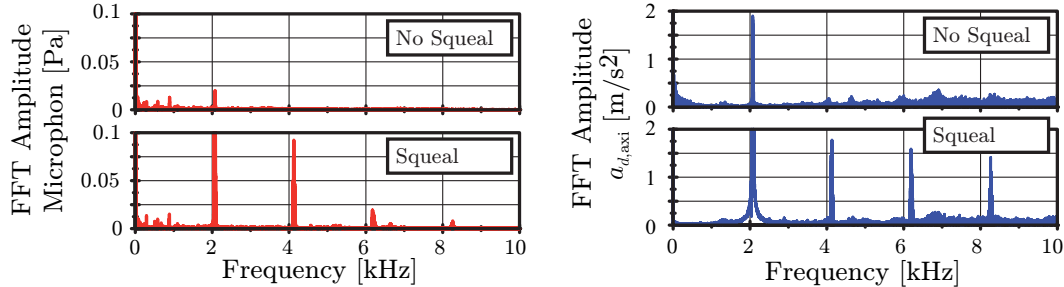 FFT Amplitude
Microphon [Pa]
0.1
0.05
0
No Squeal
0.1
0.05
0
Squeal
0 2 4 6 8 10
Frequency [kHz]
FFT Amplitude
a_{d,axi} [m/s2]
2
1
0
No Squeal
2
1
0
Squeal
0 2 4 6 8 10
Frequency [kHz]